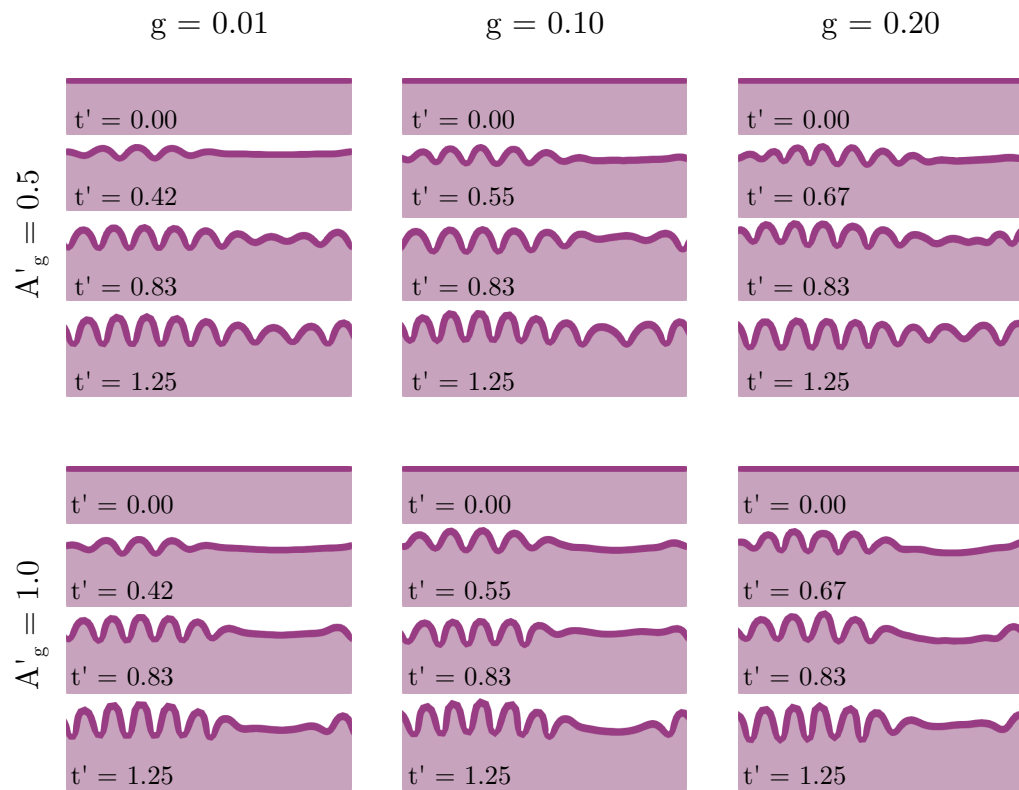 g = 0.01
g = 0.10
g = 0.20
A'g = 0.5
t' = 0.00
t' = 0.00
t' = 0.00
t' = 0.42
t' = 0.55
t' = 0.67
t' = 0.83
t' = 0.83
t' = 0.83
t' = 1.25
t' = 1.25
t' = 1.25
A'g = 1.0
t' = 0.00
t' = 0.00
t' = 0.00
t' = 0.42
t' = 0.55
t' = 0.67
t' = 0.83
t' = 0.83
t' = 0.83
t' = 1.25
t' = 1.25
t' = 1.25